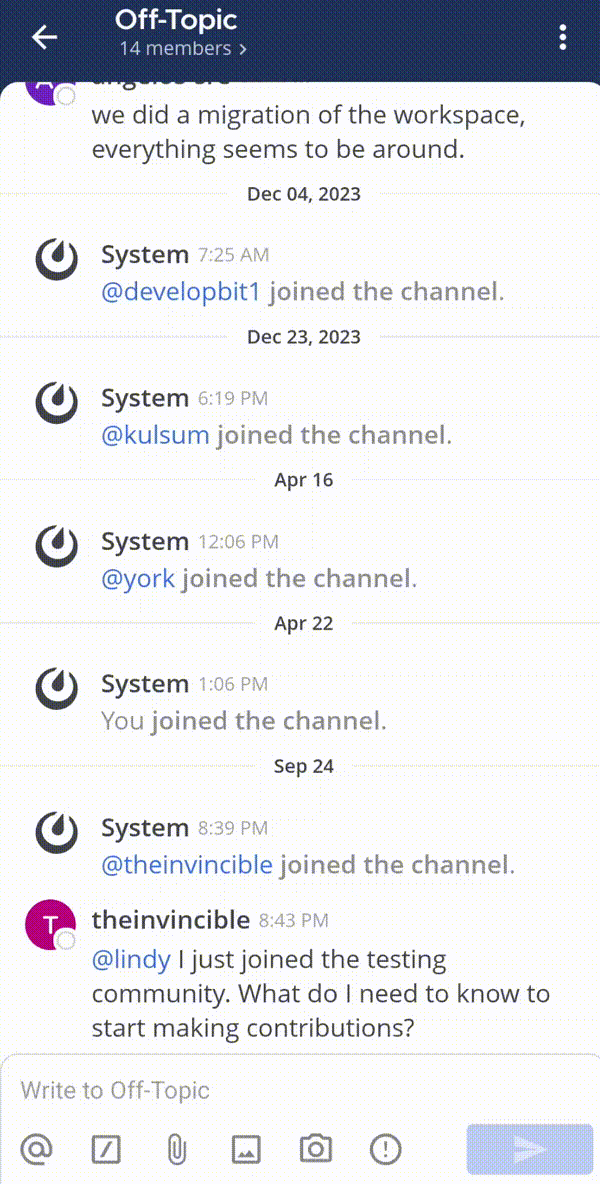 Off-Topic
14 members >
we did a migration of the workspace,
everything seems to be around.
Dec 04, 2023
System 7:25 AM
@developbit1 joined the channel.
Dec 23, 2023
System 6:19 PM
@kulsum joined the channel.
Apr 16
System 12:06 PM
@york joined the channel.
Apr 22
System 1:06 PM
You joined the channel.
Sep 24
System 8:39 PM
@theinvincible joined the channel.
T
theinvincible 8:43 PM
@lindy I just joined the testing
community. What do I need to know to
start making contributions?
Write to Off-Topic